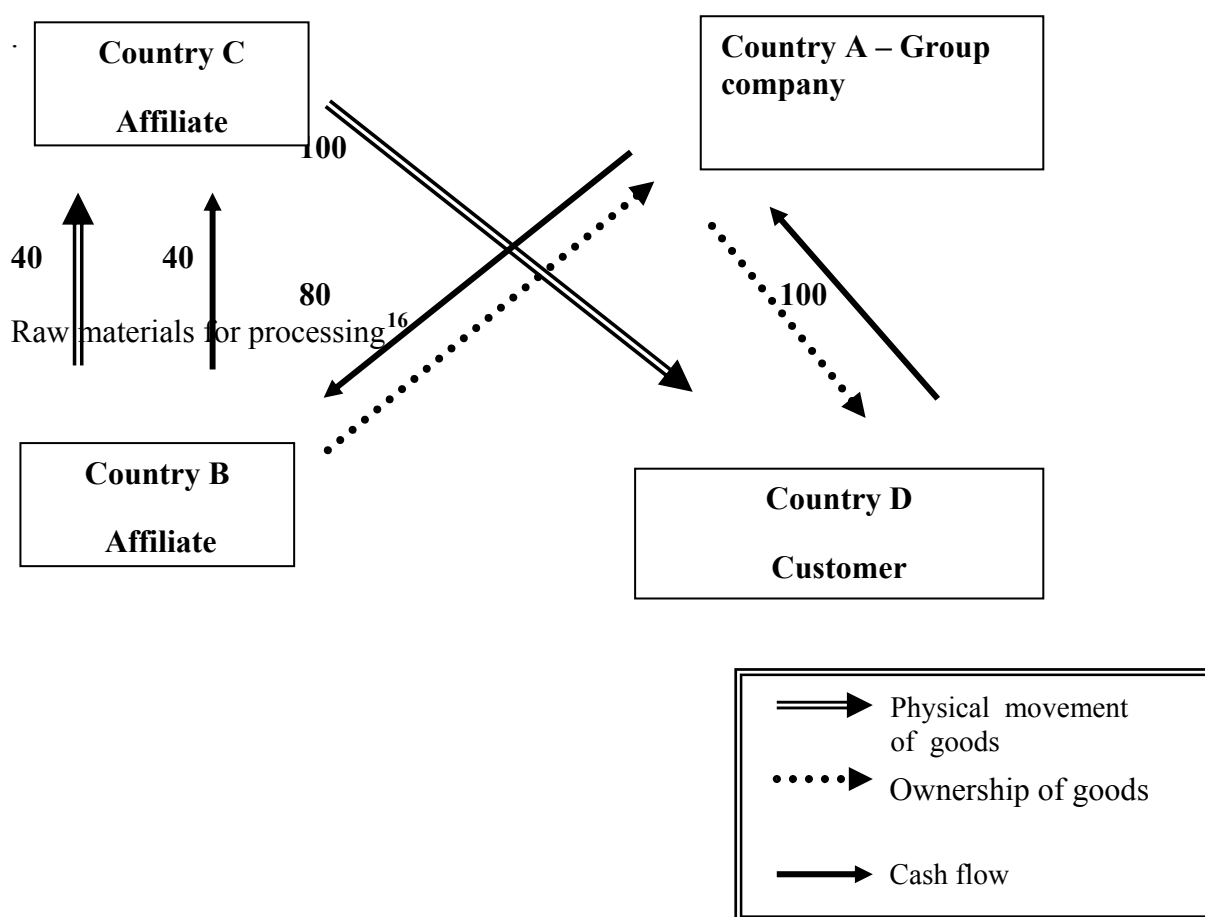 .
Country C
Affiliate
Country A – Group
company
100
40
40
80
100
Raw materials for processing16
Country B
Affiliate
Country D
Customer
Physical movement
of goods
Ownership of goods
Cash flow